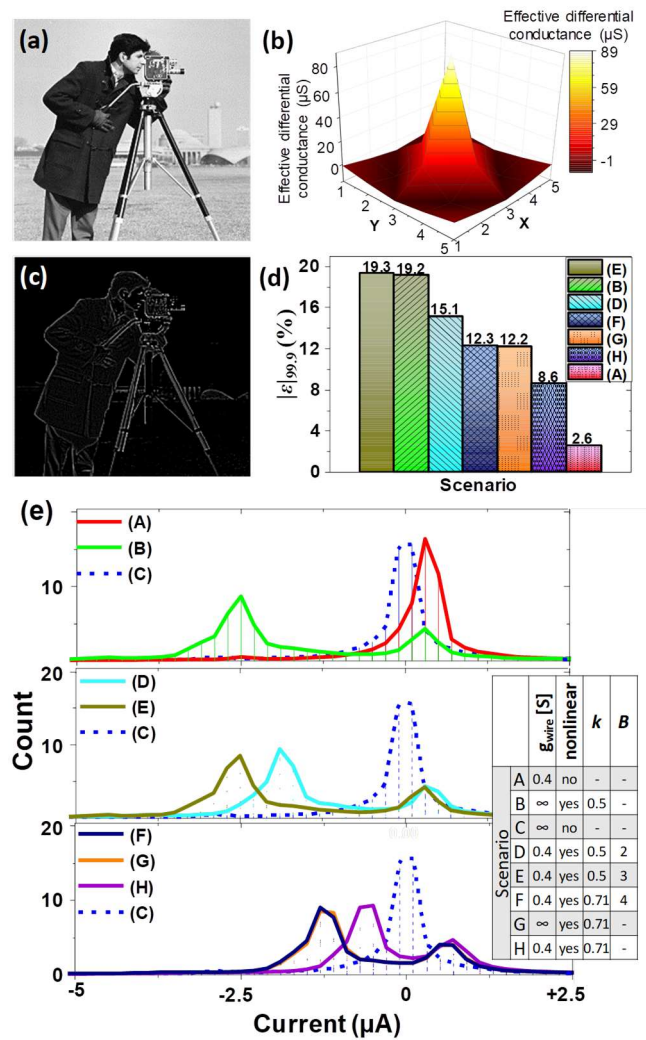 (a)
(b)
Effective differential
conductance (µS)
89
59
29
-1
Effective differential
conductance (µS)
80
60
40
20
0
1
2
3
4
5
Y
1
2
3
4
5
X
(c)
(d)
|ε|99.9 (%)
20
16
12
8
4
0
19.3
19.2
15.1
12.3
12.2
8.6
2.6
(E)
(B)
(D)
(F)
(G)
(H)
(A)
Scenario
(e)
(A)
(B)
(C)
10
(D)
(E)
(C)
20
10
0
(F)
(G)
(H)
(C)
20
10
0
Count
-5
-2.5
0
+2.5
Current (µA)
gwire [S] nonlinear k B
Scenario
A 0.4 no - -
B ∞ yes 0.5 -
C ∞ no - -
D 0.4 yes 0.5 2
E 0.4 yes 0.5 3
F 0.4 yes 0.71 4
G ∞ yes 0.71 -
H 0.4 yes 0.71 -